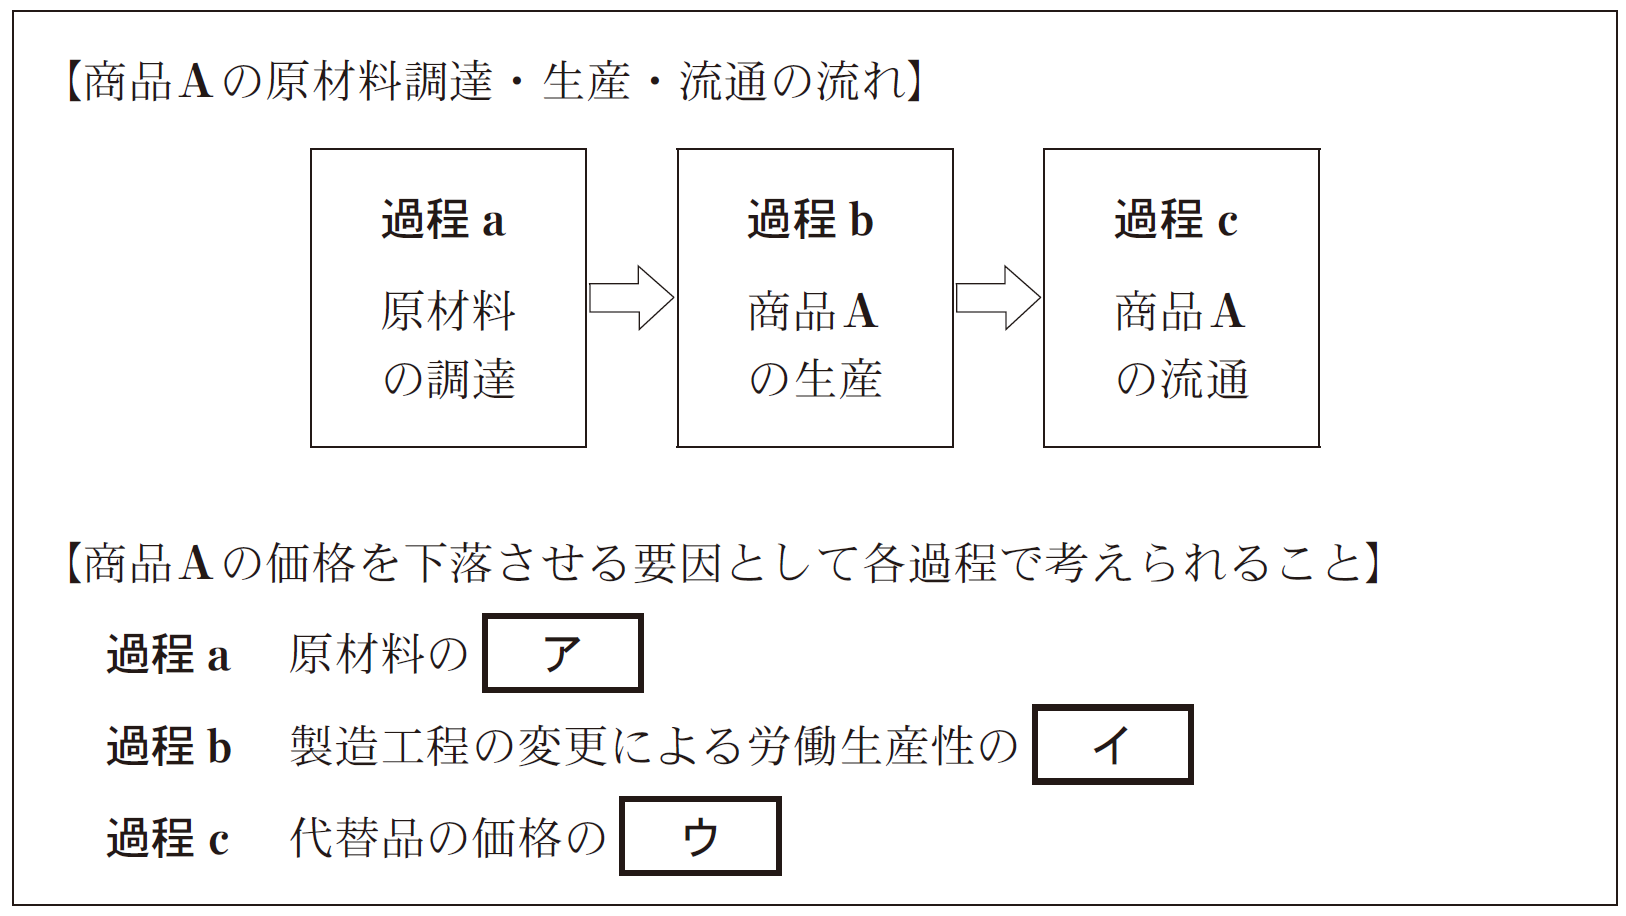 【商品Aの原材料調達・生産・流通の流れ】
過程 a
原材料
の調達
過程 b
商品A
の生産
過程 c
商品A
の流通
【商品Aの価格を下落させる要因として各過程で考えられること】
過程 a 原材料の ア
過程 b 製造工程の変更による労働生産性の イ
過程 c 代替品の価格の ウ